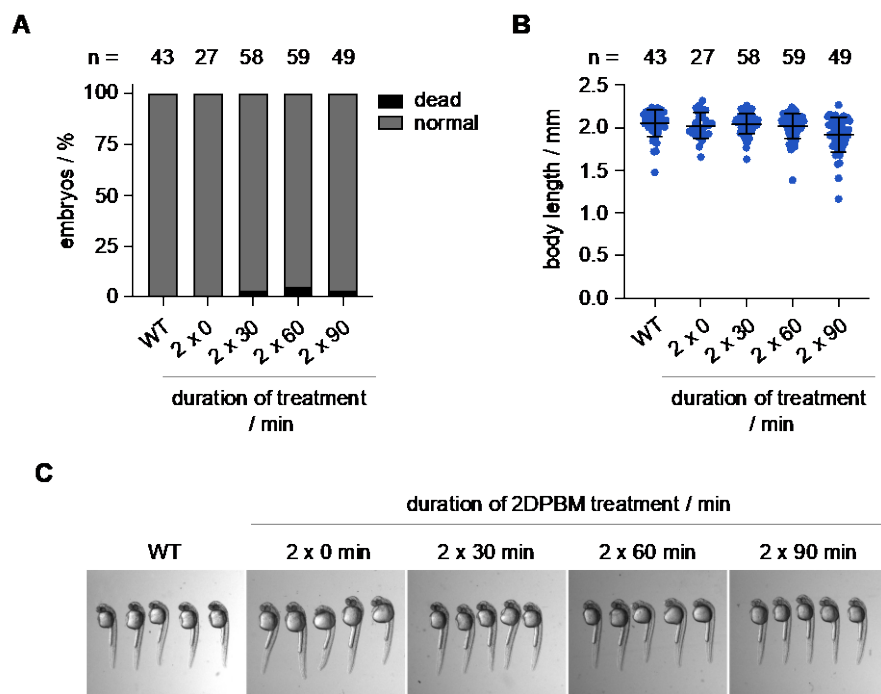 A
n = 43 27 58 59 49
100
75
50
25
0
embryos / %
dead
normal
WT
2 x 0
2 x 30
2 x 60
2 x 90
duration of treatment
/ min
B
n = 43 27 58 59 49
2.5
2.0
1.5
1.0
0.5
0.0
body length / mm
WT
2 x 0
2 x 30
2 x 60
2 x 90
duration of treatment
/ min
C
duration of 2DPBM treatment / min
WT 2 x 0 min 2 x 30 min 2 x 60 min 2 x 90 min